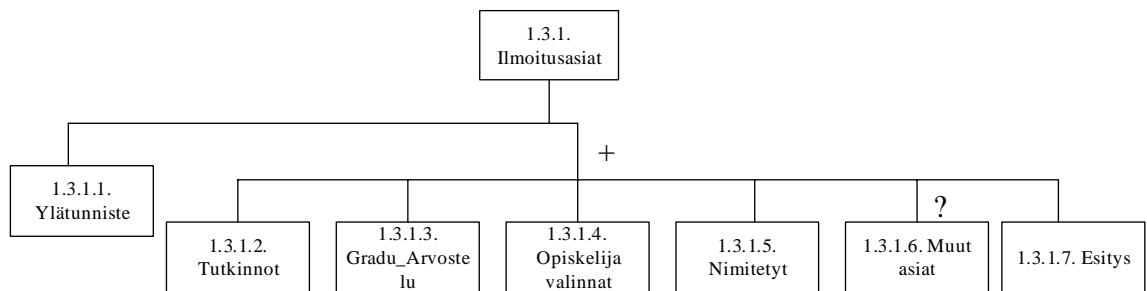 1.3.1.
Ilmoitusasiat
+
1.3.1.1.
Ylätunniste
?
1.3.1.2.
Tutkinnot
1.3.1.3.
Gradu_Arvoste
lu
1.3.1.4.
Opiskelija
valinnat
1.3.1.5.
Nimitetyt
1.3.1.6. Muut
asiat
1.3.1.7. Esitys